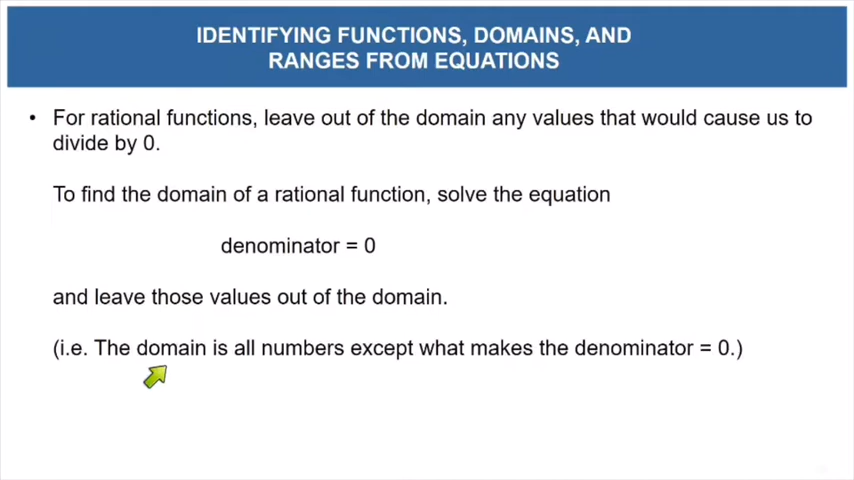 IDENTIFYING FUNCTIONS, DOMAINS, AND
RANGES FROM EQUATIONS
• For rational functions, leave out of the domain any values that would cause us to
divide by 0.
To find the domain of a rational function, solve the equation
denominator = 0
and leave those values out of the domain.
(i.e. The domain is all numbers except what makes the denominator = 0.)